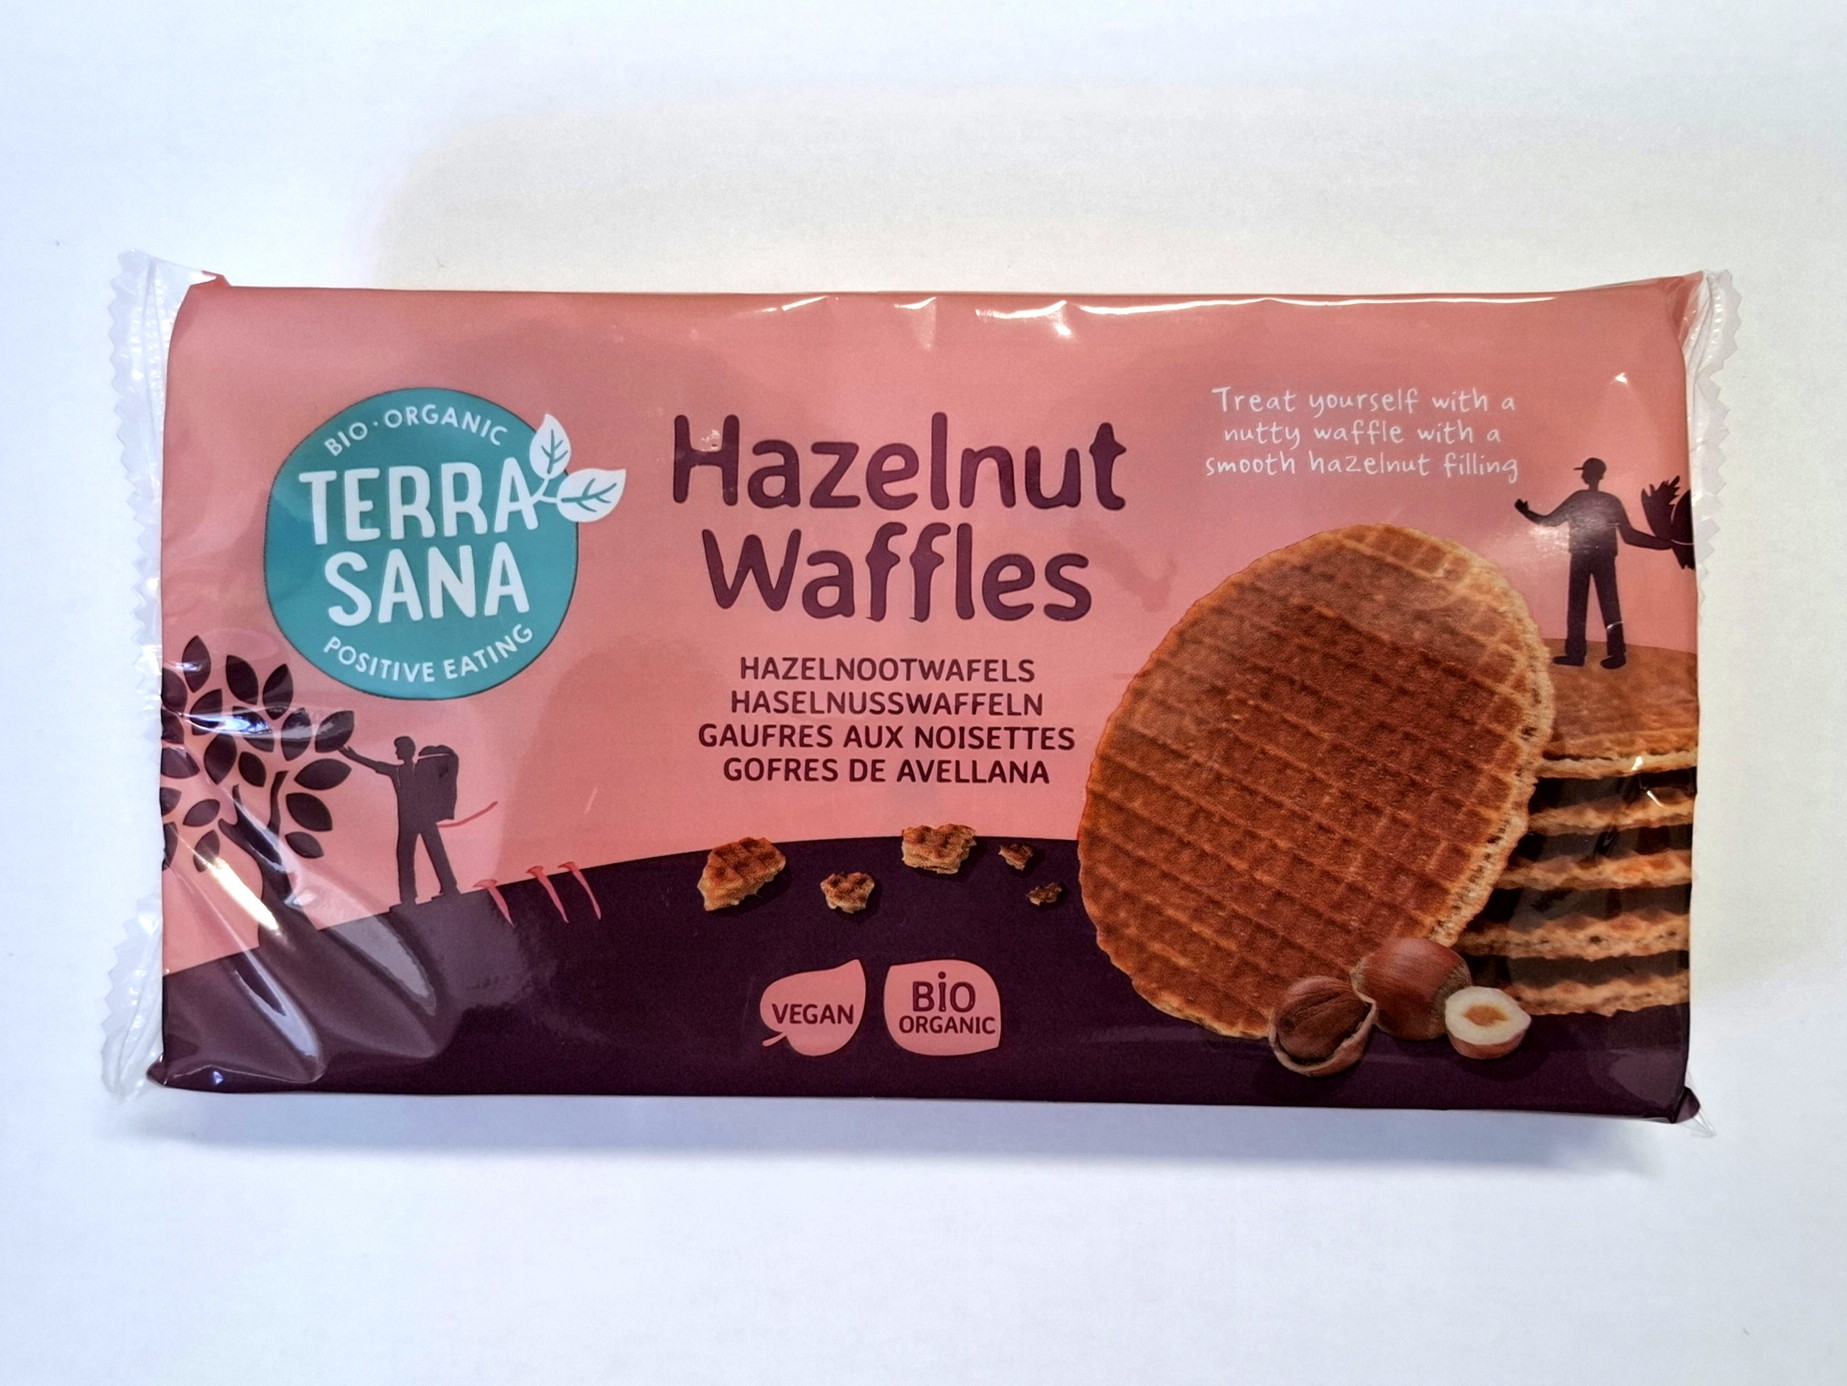 BIO·ORGANIC
TERRA
SANA
POSITIVE EATING
Hazelnut
Waffles
HAZELNOOTWAFELS
HASELNUSSWAFFELN
GAUFRES AUX NOISETTES
GOFRES DE AVELLANA
Treat yourself with a
nutty waffle with a
smooth hazelnut filling
VEGAN
BiO
ORGANIC